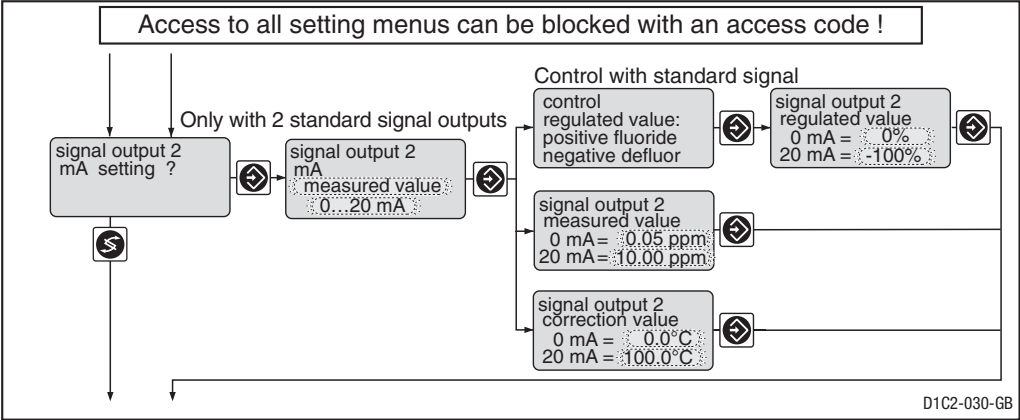 Access to all setting menus can be blocked with an access code !
Control with standard signal
Only with 2 standard signal outputs
signal output 2
mA setting ?
signal output 2
mA
measured value
0...20 mA
control
regulated value:
positive fluoride
negative defluor
signal output 2
regulated value
0 mA = 0%
20 mA = -100%
signal output 2
measured value
0 mA = 0.05 ppm
20 mA = 10.00 ppm
signal output 2
correction value
0 mA = 0.0°C
20 mA = 100.0°C
D1C2-030-GB